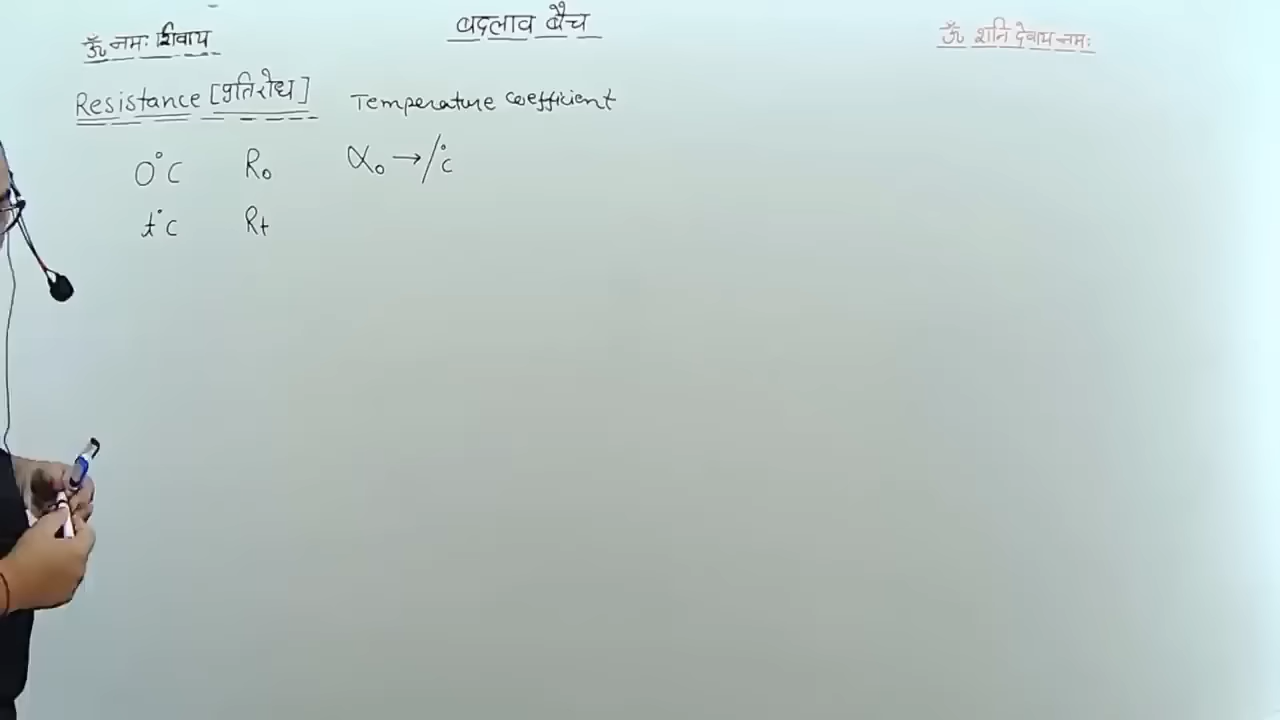 ॐ नमः शिवाय
बदलाव बैच
ॐ शनि देवाय नमः
Resistance [प्रतिरोध] Temperature coefficient
0°C R₀ α₀ → /°C
t°C Rt